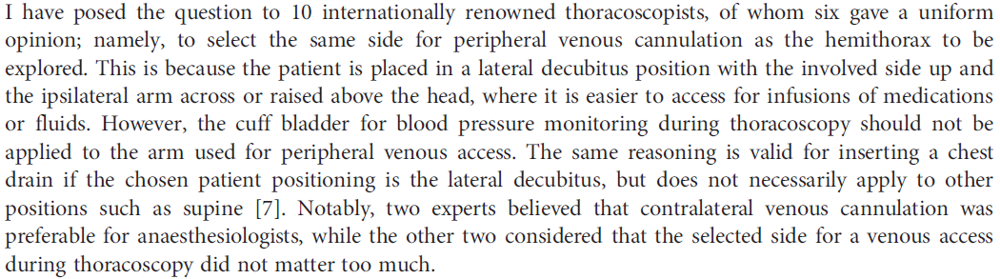 I have posed the question to 10 internationally renowned thoracoscopists, of whom six gave a uniform
opinion; namely, to select the same side for peripheral venous cannulation as the hemithorax to be
explored. This is because the patient is placed in a lateral decubitus position with the involved side up and
the ipsilateral arm across or raised above the head, where it is easier to access for infusions of medications
or fluids. However, the cuff bladder for blood pressure monitoring during thoracoscopy should not be
applied to the arm used for peripheral venous access. The same reasoning is valid for inserting a chest
drain if the chosen patient positioning is the lateral decubitus, but does not necessarily apply to other
positions such as supine [7]. Notably, two experts believed that contralateral venous cannulation was
preferable for anaesthesiologists, while the other two considered that the selected side for a venous access
during thoracoscopy did not matter too much.